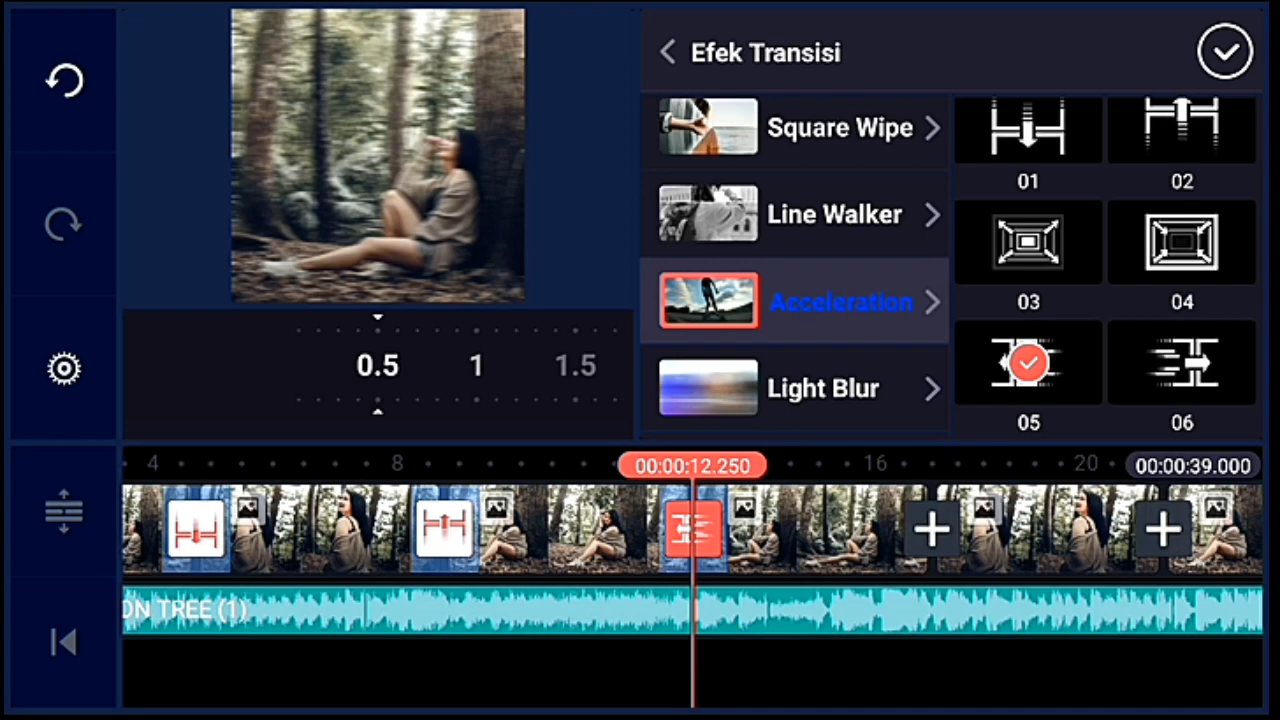 Efek Transisi
Square Wipe
Line Walker
Acceleration
Light Blur
01
02
03
04
05
06
0.5 1 1.5
4 8 00:00:12.250 16 20 00:00:39.000
ON TREE (1)